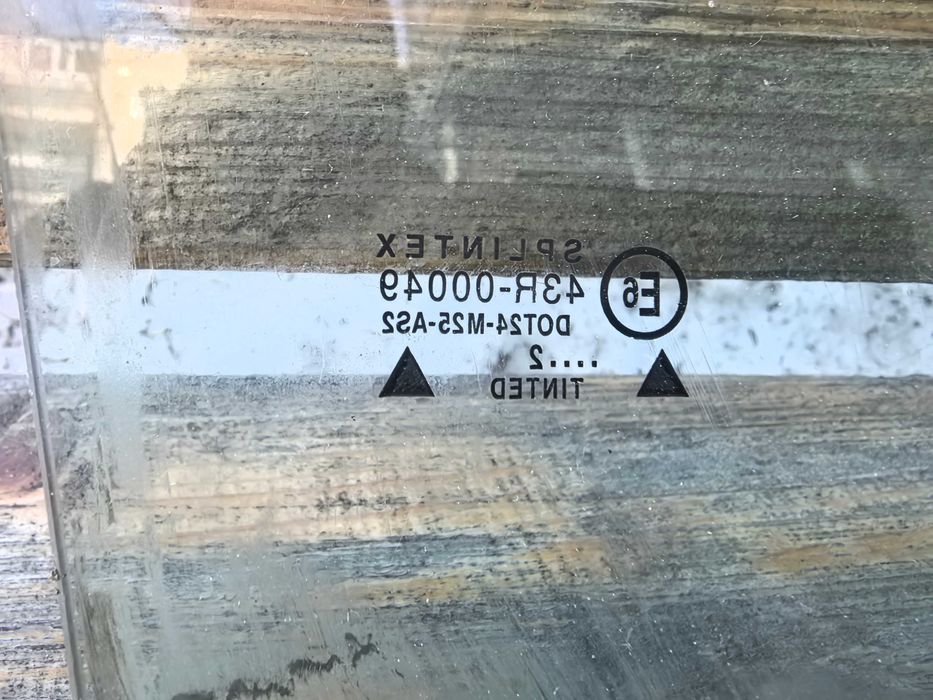 SPLINTEX
E6 43R-00049
DOT24-M25-AS2
....2
TINTED